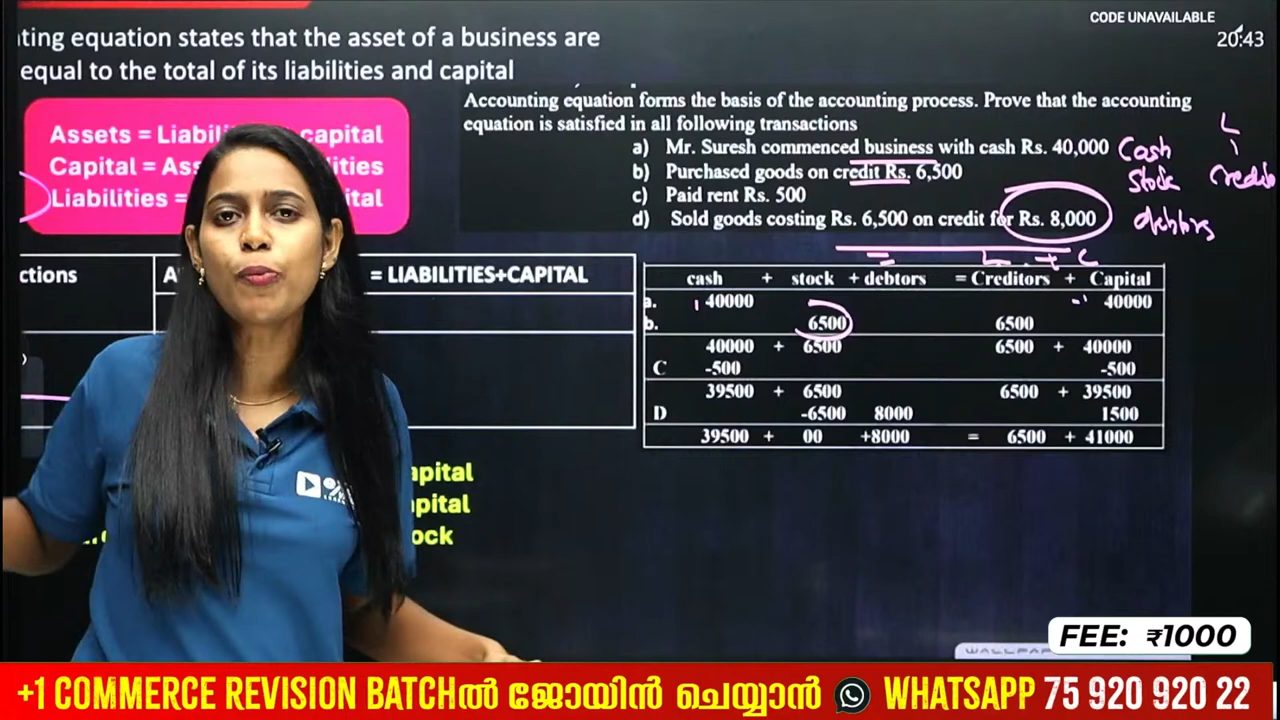 CODE UNAVAILABLE
20:43
ting equation states that the asset of a business are
equal to the total of its liabilities and capital
Assets = Liabili capital
Capital = Ass lities
Liabilities = ital
Accounting equation forms the basis of the accounting process. Prove that the accounting
equation is satisfied in all following transactions
a) Mr. Suresh commenced business with cash Rs. 40,000 Cash
b) Purchased goods on credit Rs. 6,500 Stock
c) Paid rent Rs. 500
d) Sold goods costing Rs. 6,500 on credit for Rs. 8,000 debtors
L
= L + C
ctions A = LIABILITIES+CAPITAL
cash + stock + debtors = Creditors + Capital
a. 40000 40000
b. 6500 6500
40000 + 6500 6500 + 40000
C -500 -500
39500 + 6500 6500 + 39500
D -6500 8000 1500
39500 + 00 +8000 = 6500 + 41000
apital
pital
ock
FEE: ₹1000
+1 COMMERCE REVISION BATCHൽ ജോയിൻ ചെയ്യാൻ WHATSAPP 75 920 920 22